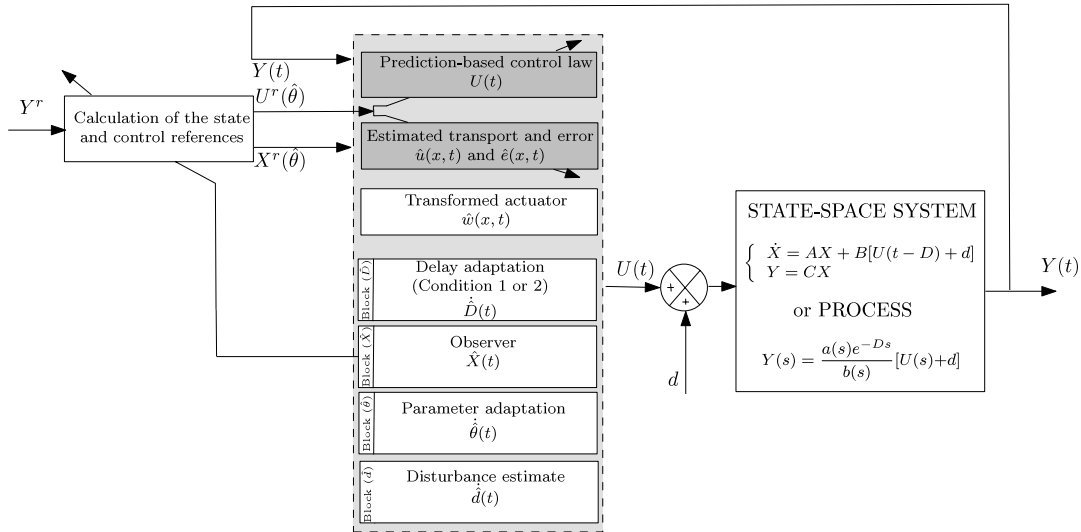 Y(t)
Y^r
Calculation of the state
and control references
U^r(θ̂)
X^r(θ̂)
Prediction-based control law
U(t)
Estimated transport and error
û(x, t) and ê(x, t)
Transformed actuator
ŵ(x, t)
Block (D̂)
Delay adaptation
(Condition 1 or 2)
D̂̇(t)
Block (X̂)
Observer
X̂(t)
Block (θ̂)
Parameter adaptation
θ̂̇(t)
Block (d̂)
Disturbance estimate
d̂̇(t)
U(t)
+
+
d
STATE-SPACE SYSTEM
{ Ẋ = AX + B[U(t−D) + d]
Y = CX
or PROCESS
Y(s) = a(s)e^{−Ds}/b(s) [U(s)+d]
Y(t)